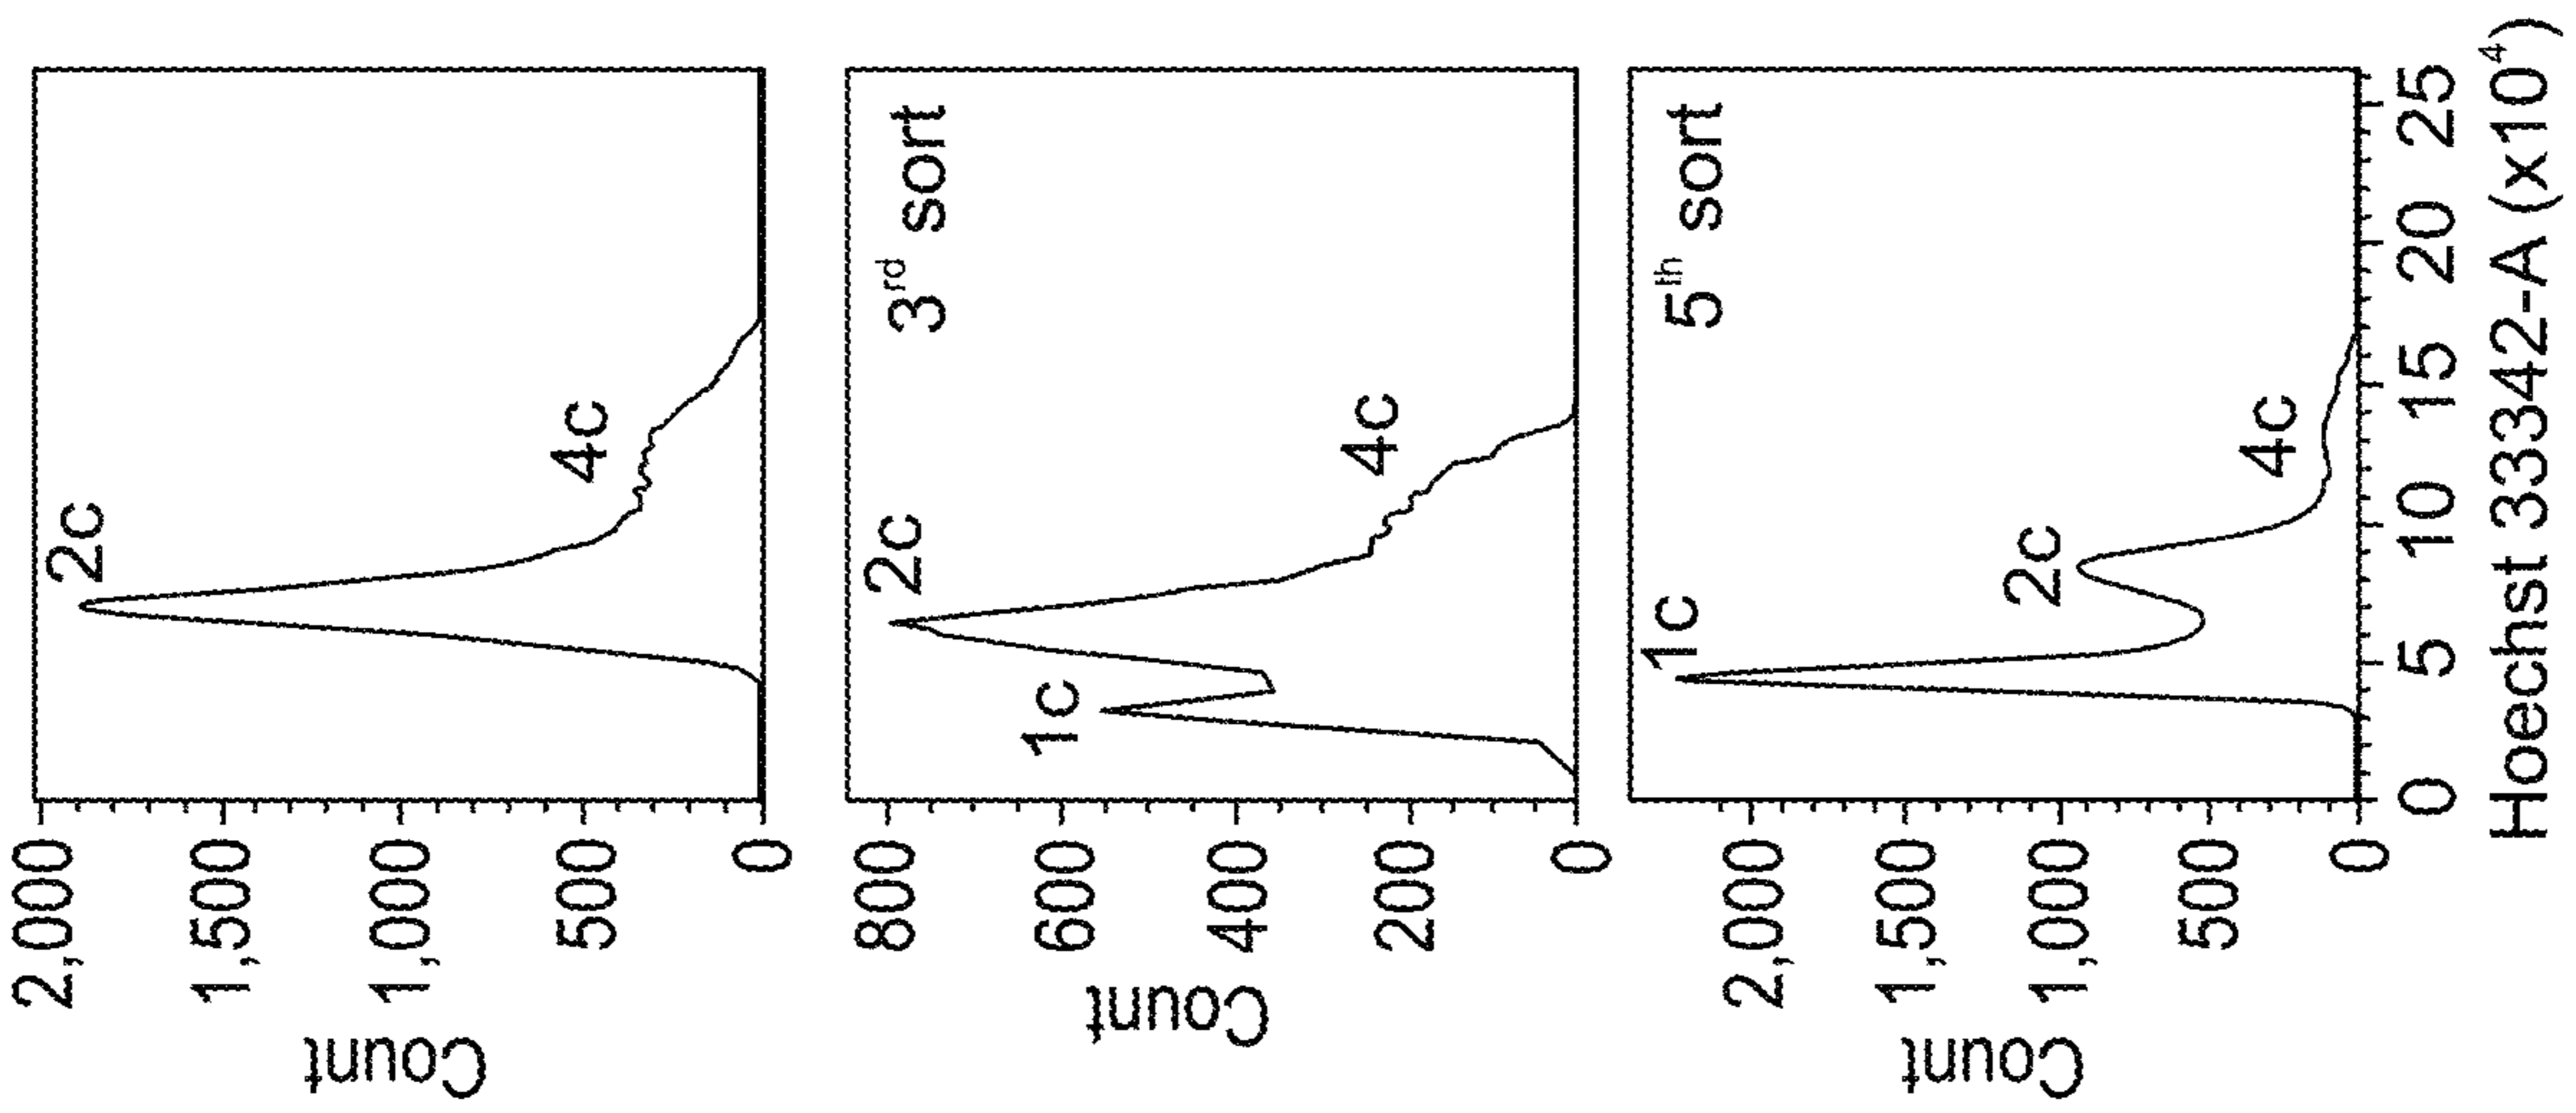 2,000
2c
1,500
Count
1,000
500
4c
0
800
2c
3rd sort
1c
600
Count
400
4c
200
0
1c
5th sort
2,000
1,500
Count
2c
1,000
500
4c
0
0 5 10 15 20 25
Hoechst 33342-A (x10⁴)